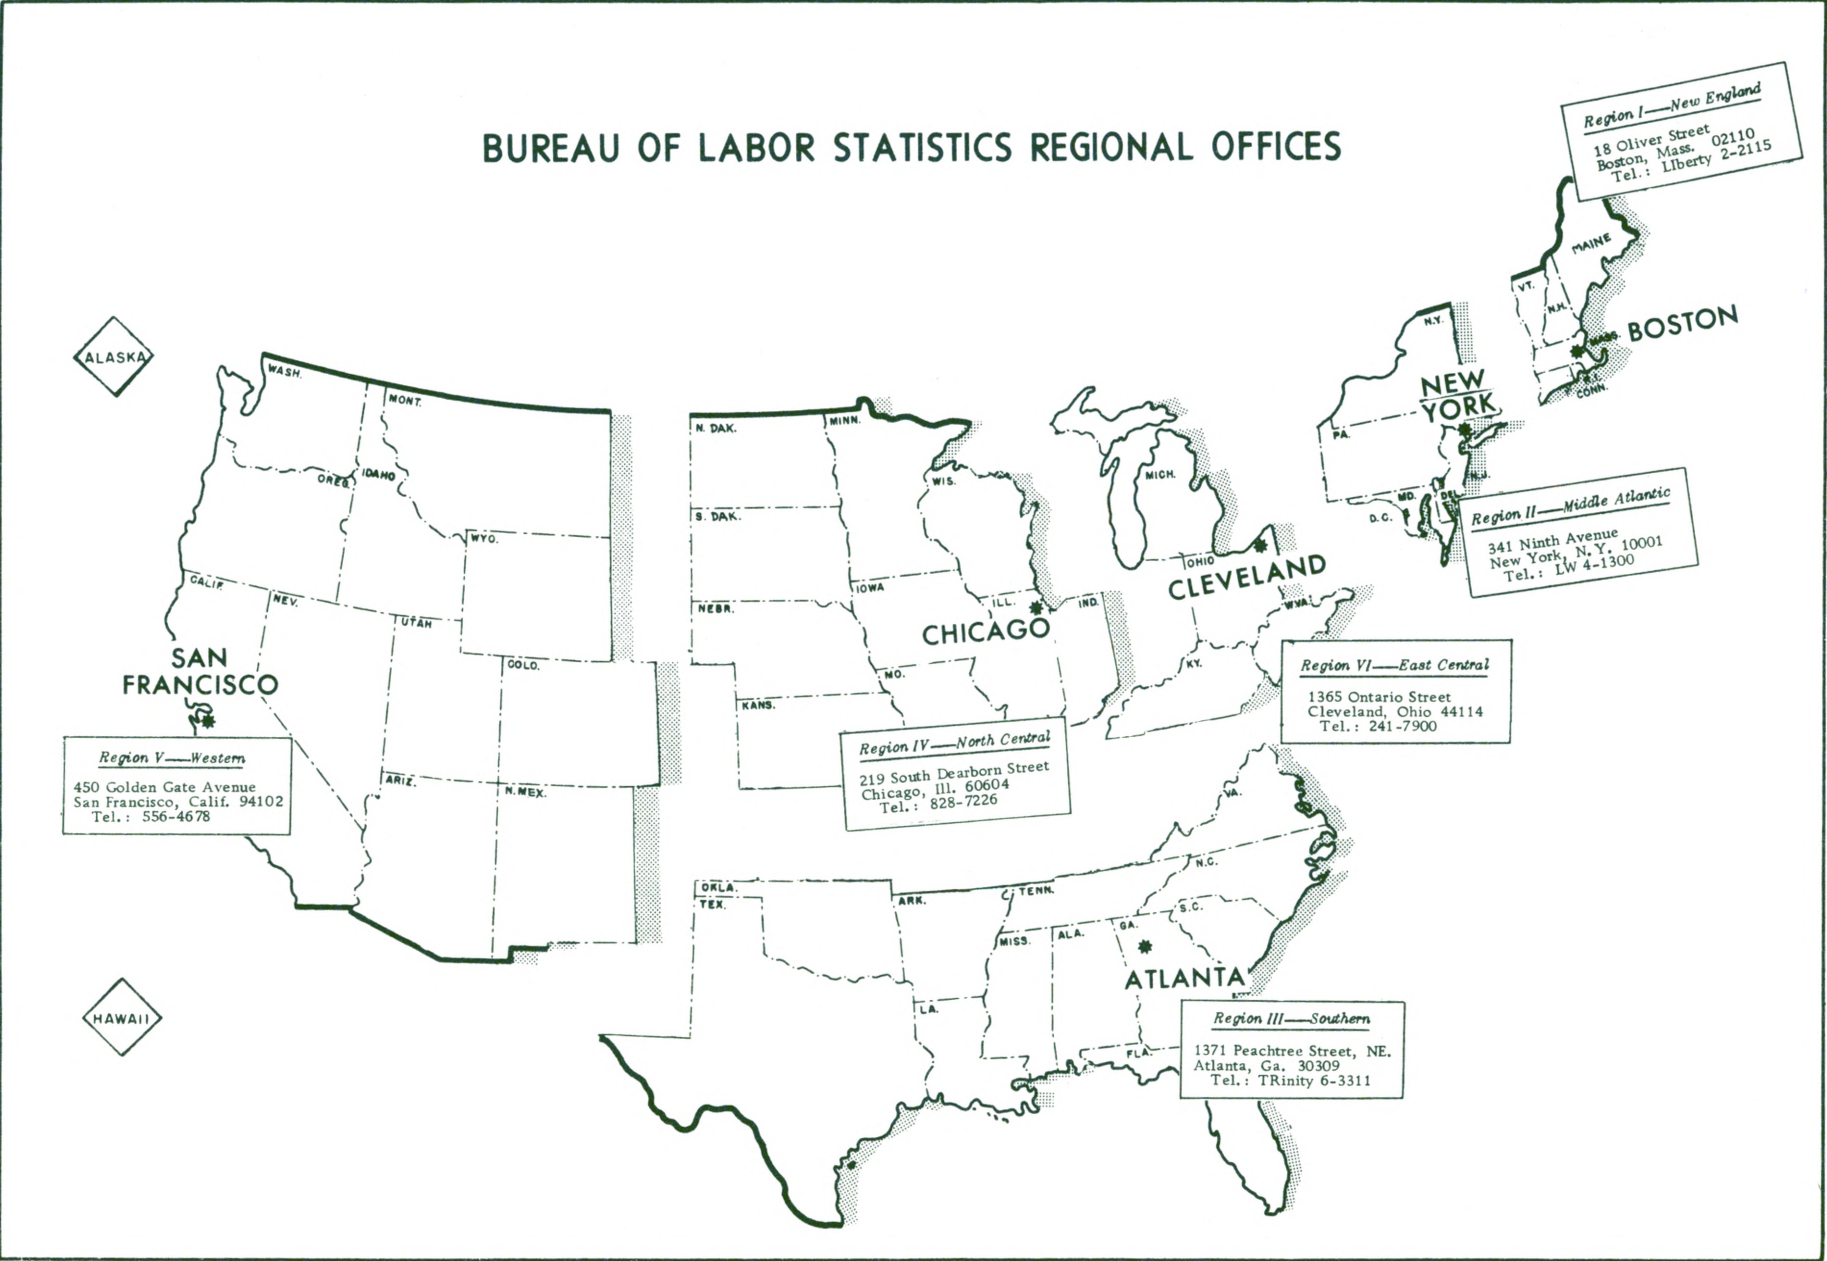 BUREAU OF LABOR STATISTICS REGIONAL OFFICES
Region I—New England
18 Oliver Street
Boston, Mass. 02110
Tel.: LIberty 2-2115
MAINE
VT.
N.H.
MASS.
BOSTON
R.I.
CONN.
N.Y.
NEW
YORK
PA.
N.J.
MD.
DEL.
D.C.
Region II—Middle Atlantic
341 Ninth Avenue
New York, N.Y. 10001
Tel.: LW 4-1300
ALASKA
WASH.
MONT.
OREG.
IDAHO
WYO.
CALIF.
NEV.
UTAH
COLO.
SAN
FRANCISCO
Region V—Western
450 Golden Gate Avenue
San Francisco, Calif. 94102
Tel.: 556-4678
ARIZ.
N.MEX.
HAWAII
N. DAK.
MINN.
S. DAK.
WIS.
IOWA
NEBR.
ILL.
IND.
CHICAGO
MO.
KANS.
Region IV—North Central
219 South Dearborn Street
Chicago, Ill. 60604
Tel.: 828-7226
MICH.
OHIO
CLEVELAND
W.VA.
KY.
Region VI—East Central
1365 Ontario Street
Cleveland, Ohio 44114
Tel.: 241-7900
VA.
N.C.
OKLA.
TEX.
ARK.
TENN.
S.C.
MISS.
ALA.
GA.
ATLANTA
LA.
FLA.
Region III—Southern
1371 Peachtree Street, NE.
Atlanta, Ga. 30309
Tel.: TRinity 6-3311